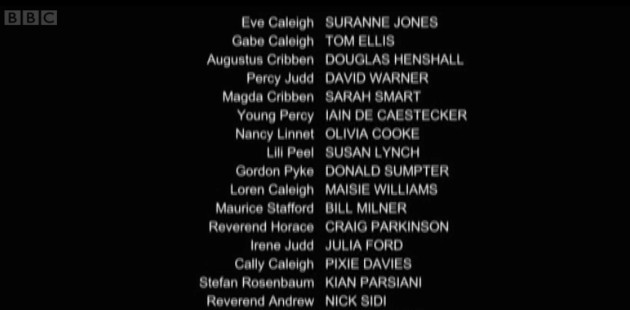 BBC
Eve Caleigh SURANNE JONES
Gabe Caleigh TOM ELLIS
Augustus Cribben DOUGLAS HENSHALL
Percy Judd DAVID WARNER
Magda Cribben SARAH SMART
Young Percy IAIN DE CAESTECKER
Nancy Linnet OLIVIA COOKE
Lili Peel SUSAN LYNCH
Gordon Pyke DONALD SUMPTER
Loren Caleigh MAISIE WILLIAMS
Maurice Stafford BILL MILNER
Reverend Horace CRAIG PARKINSON
Irene Judd JULIA FORD
Cally Caleigh PIXIE DAVIES
Stefan Rosenbaum KIAN PARSIANI
Reverend Andrew NICK SIDI